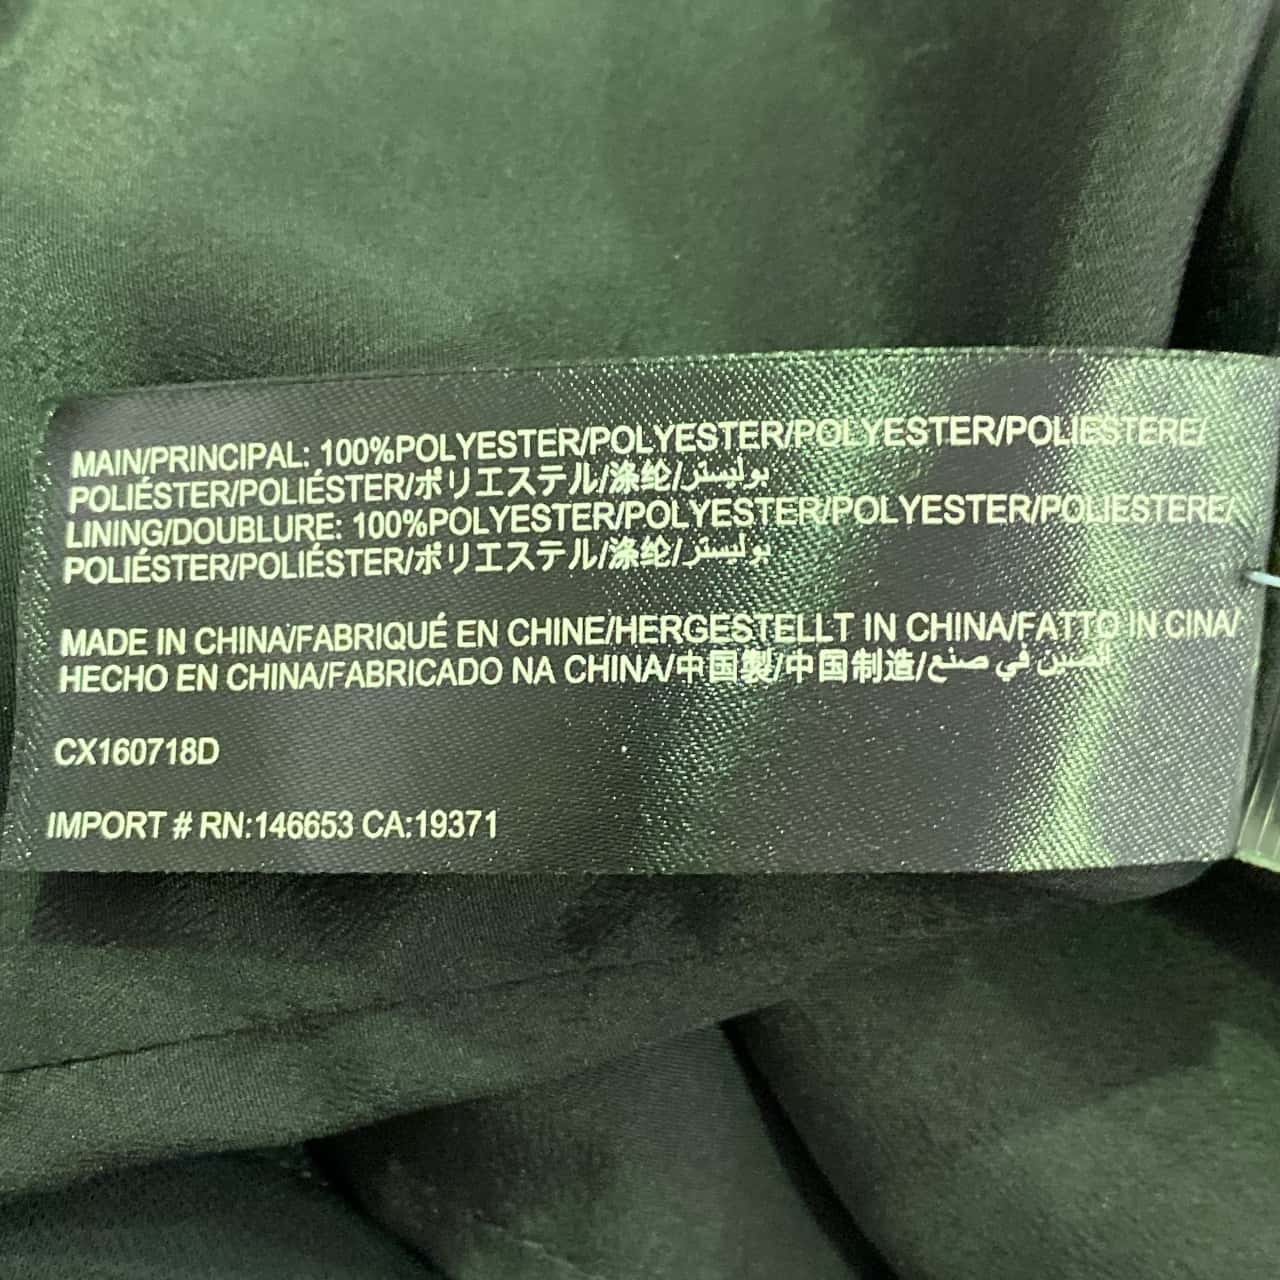 MAIN/PRINCIPAL: 100%POLYESTER/POLYESTER/POLYESTER/POLIESTERE/
POLIÉSTER/POLIÉSTER/ポリエステル/涤纶/بوليستر
LINING/DOUBLURE: 100%POLYESTER/POLYESTER/POLYESTER/POLIESTERE/
POLIÉSTER/POLIÉSTER/ポリエステル/涤纶/بوليستر
MADE IN CHINA/FABRIQUÉ EN CHINE/HERGESTELLT IN CHINA/FATTO IN CINA/
HECHO EN CHINA/FABRICADO NA CHINA/中国製/中国制造/الصين في صنع
CX160718D
IMPORT # RN:146653 CA:19371